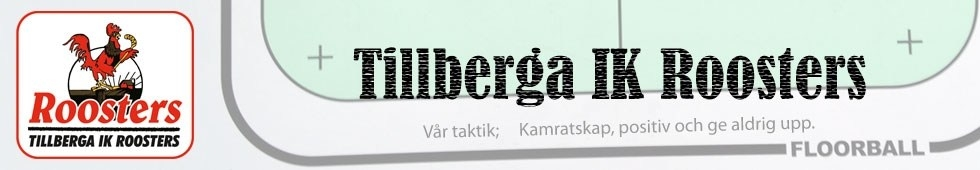 Roosters
TILLBERGA IK ROOSTERS
Tillberga IK Roosters
Vår taktik; Kamratskap, positiv och ge aldrig upp.
FLOORBALL